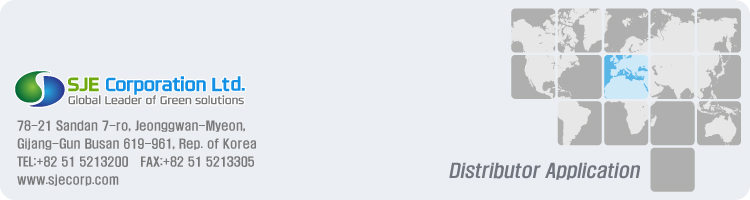 SJE Corporation Ltd.
Global Leader of Green solutions
78-21 Sandan 7-ro, Jeonggwan-Myeon,
Gijang-Gun Busan 619-961, Rep. of Korea
TEL:+82 51 5213200 FAX:+82 51 5213305
www.sjecorp.com
Distributor Application